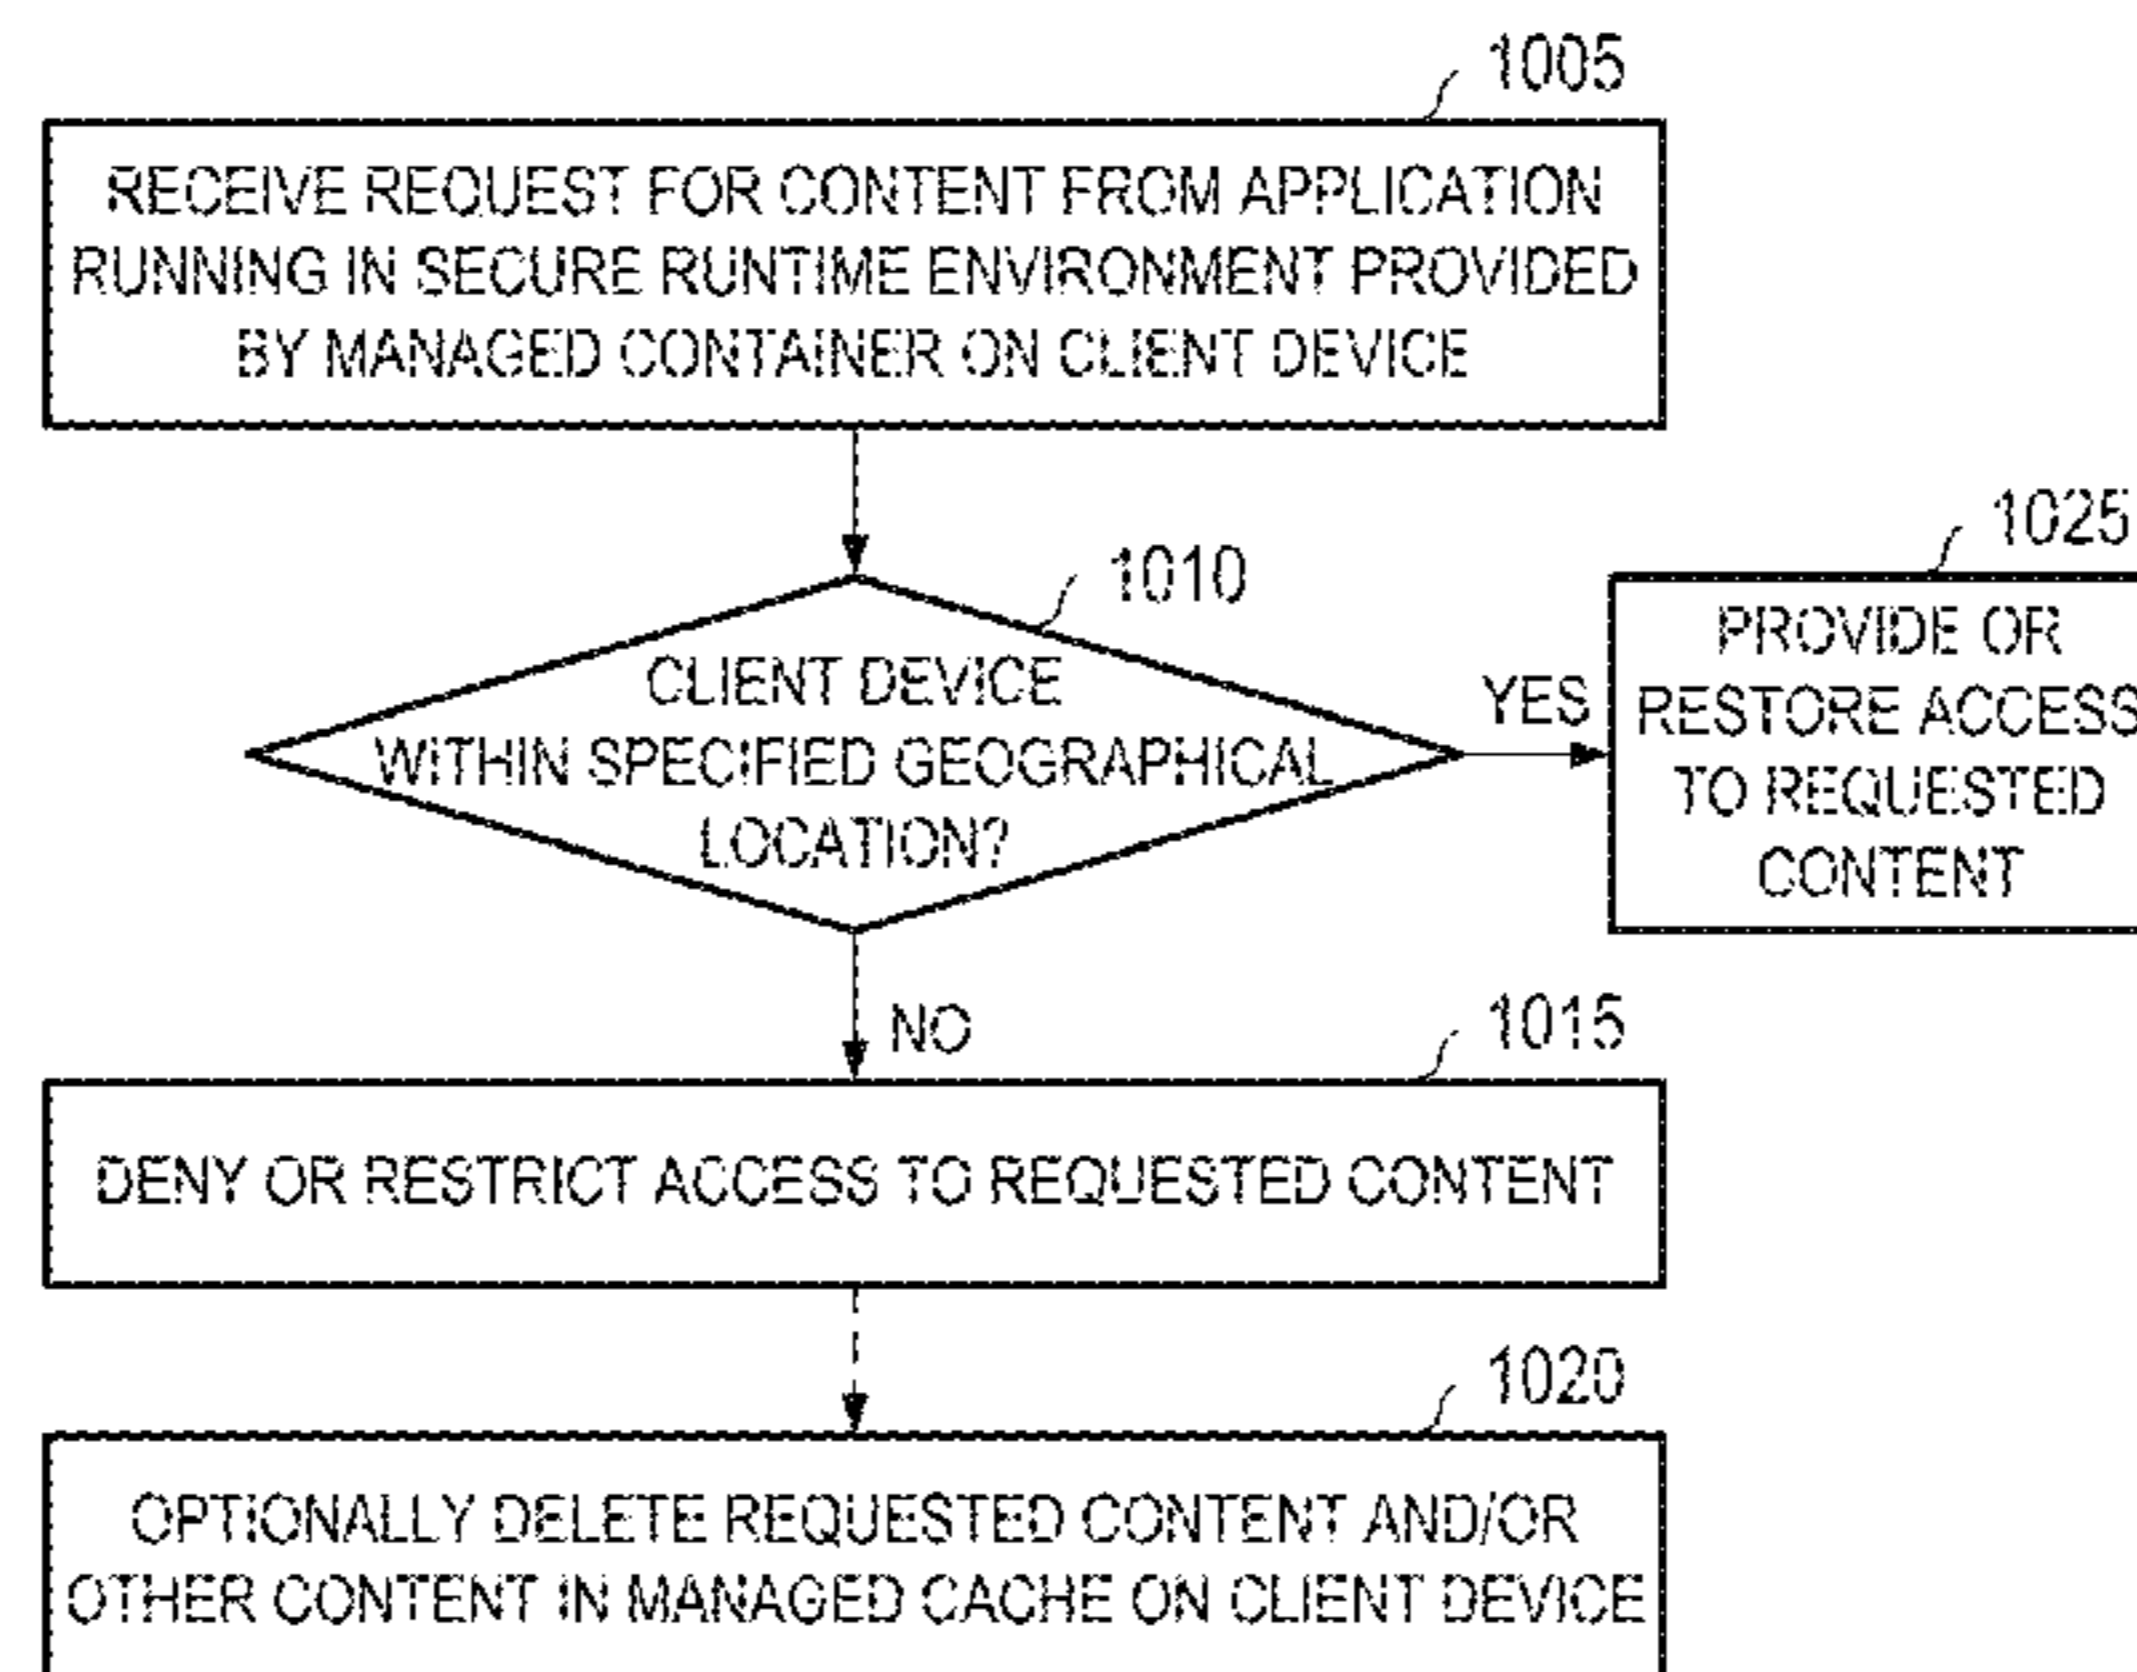 1005
RECEIVE REQUEST FOR CONTENT FROM APPLICATION
RUNNING IN SECURE RUNTIME ENVIRONMENT PROVIDED
BY MANAGED CONTAINER ON CLIENT DEVICE
1010
CLIENT DEVICE
WITHIN SPECIFIED GEOGRAPHICAL
LOCATION?
YES
1025
PROVIDE OR
RESTORE ACCESS
TO REQUESTED
CONTENT
NO
1015
DENY OR RESTRICT ACCESS TO REQUESTED CONTENT
1020
OPTIONALLY DELETE REQUESTED CONTENT AND/OR
OTHER CONTENT IN MANAGED CACHE ON CLIENT DEVICE